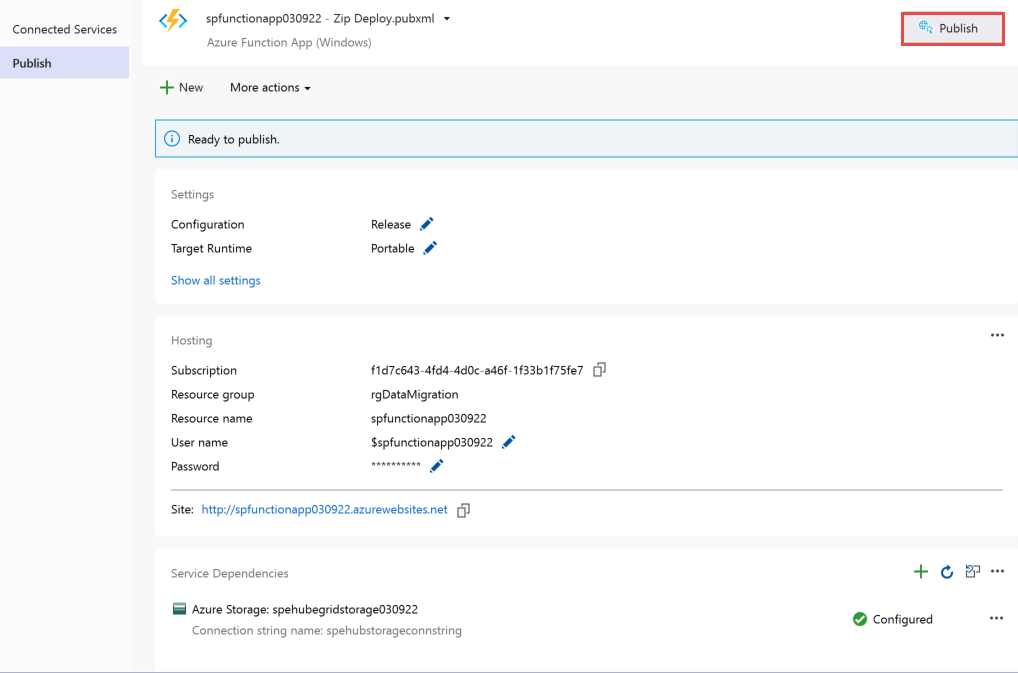 Connected Services
Publish
spfunctionapp030922 - Zip Deploy.pubxml
Azure Function App (Windows)
Publish
New
More actions
Ready to publish.
Settings
Configuration Release
Target Runtime Portable
Show all settings
Hosting
Subscription f1d7c643-4fd4-4d0c-a46f-1f33b1f75fe7
Resource group rgDataMigration
Resource name spfunctionapp030922
User name $spfunctionapp030922
Password **********
Site: http://spfunctionapp030922.azurewebsites.net
Service Dependencies
Azure Storage: spehubegridstorage030922
Connection string name: spehubstorageconnstring
Configured